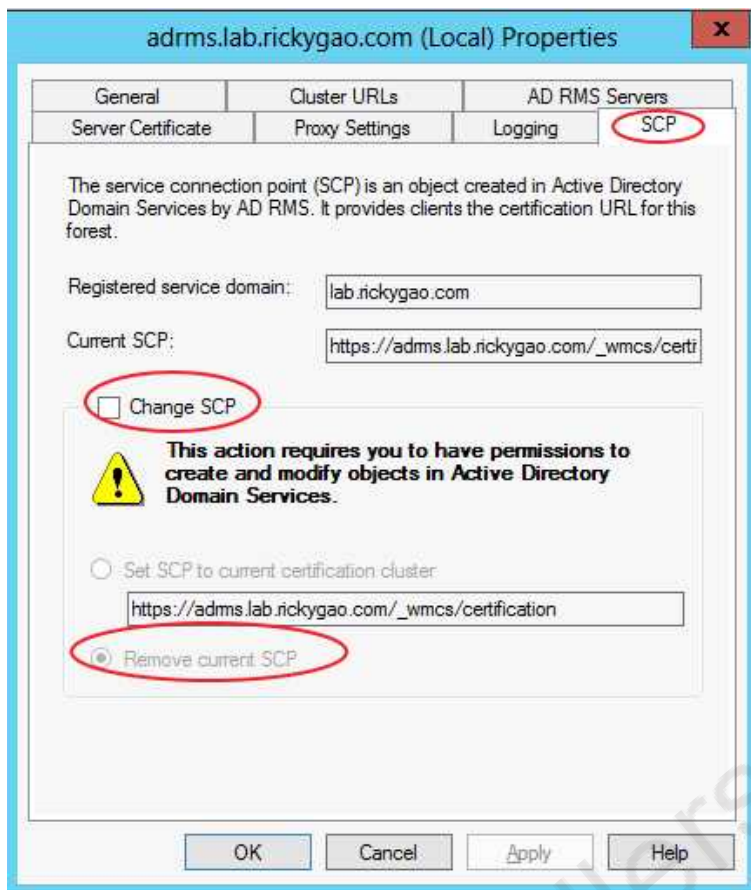 adrms.lab.rickygao.com (Local) Properties
x
General
Cluster URLs
AD RMS Servers
Server Certificate
Proxy Settings
Logging
SCP
The service connection point (SCP) is an object created in Active Directory
Domain Services by AD RMS. It provides clients the certification URL for this
forest.
Registered service domain:
lab.rickygao.com
Current SCP:
https://adrms.lab.rickygao.com/_wmcs/certi
Change SCP
This action requires you to have permissions to
create and modify objects in Active Directory
Domain Services.
Set SCP to current certification cluster
https://adrms.lab.rickygao.com/_wmcs/certification
Remove current SCP
OK
Cancel
Apply
Help